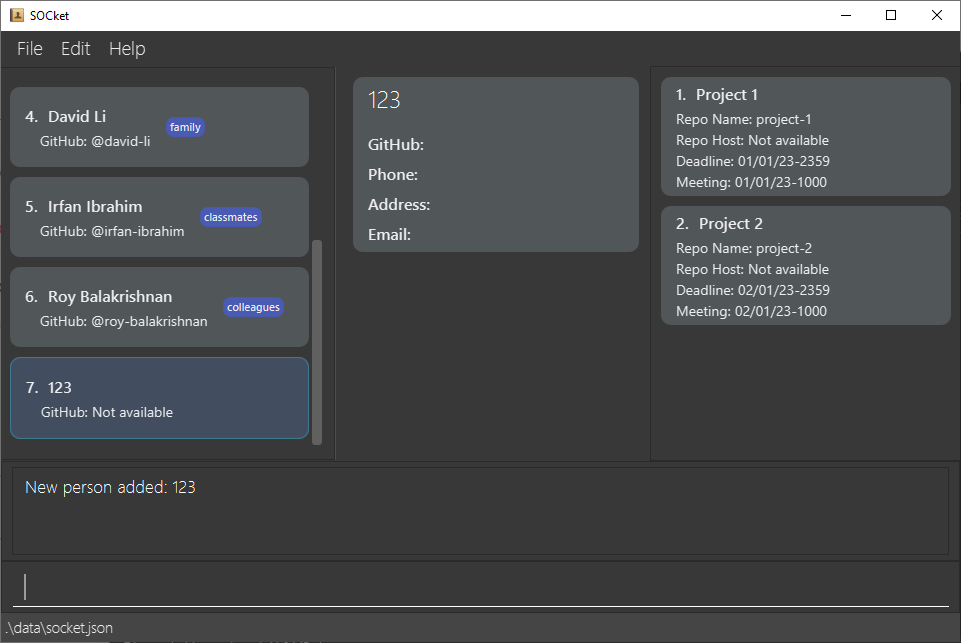 SOCket
File Edit Help
4. David Li
GitHub: @david-li
family
5. Irfan Ibrahim
GitHub: @irfan-ibrahim
classmates
6. Roy Balakrishnan
GitHub: @roy-balakrishnan
colleagues
7. 123
GitHub: Not available
123
GitHub:
Phone:
Address:
Email:
1. Project 1
Repo Name: project-1
Repo Host: Not available
Deadline: 01/01/23-2359
Meeting: 01/01/23-1000
2. Project 2
Repo Name: project-2
Repo Host: Not available
Deadline: 02/01/23-2359
Meeting: 02/01/23-1000
New person added: 123
.\data\socket.json